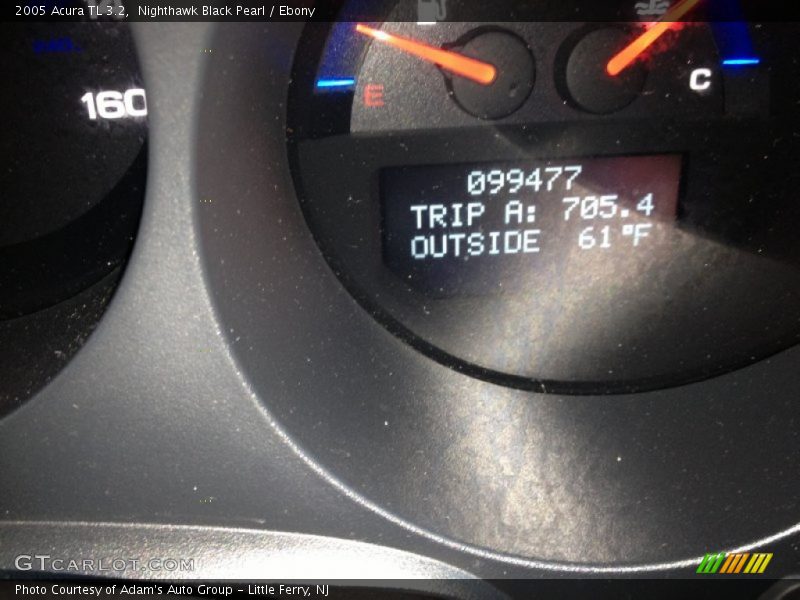 2005 Acura TL 3.2, Nighthawk Black Pearl / Ebony
160
E
C
099477
TRIP A: 705.4
OUTSIDE 61°F
GTCARLOT.COM
Photo Courtesy of Adam's Auto Group - Little Ferry, NJ